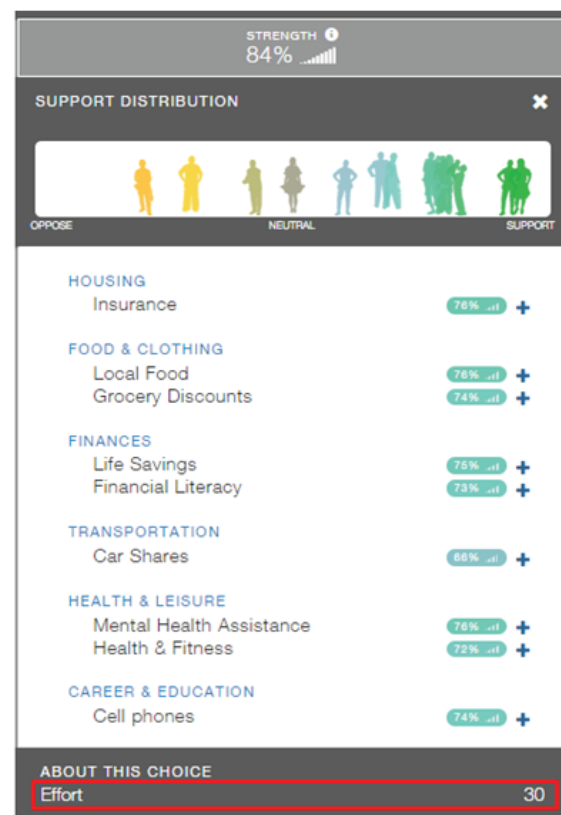 STRENGTH i
84%
SUPPORT DISTRIBUTION ✖
OPPOSE NEUTRAL SUPPORT
HOUSING
Insurance 76% +
FOOD & CLOTHING
Local Food 76% +
Grocery Discounts 74% +
FINANCES
Life Savings 75% +
Financial Literacy 73% +
TRANSPORTATION
Car Shares 66% +
HEALTH & LEISURE
Mental Health Assistance 76% +
Health & Fitness 72% +
CAREER & EDUCATION
Cell phones 74% +
ABOUT THIS CHOICE
Effort 30